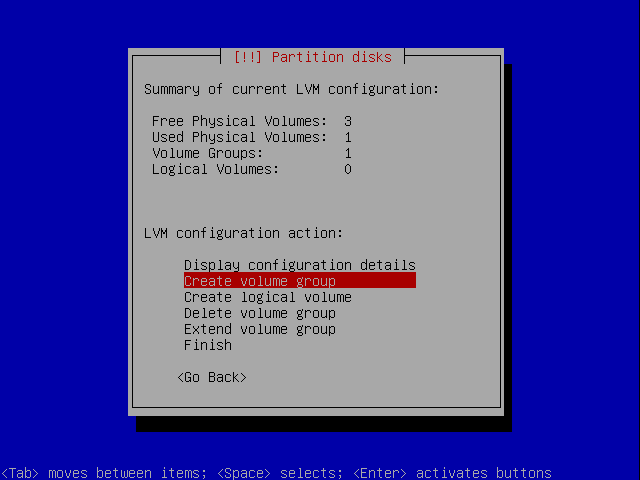 [!!] Partition disks
Summary of current LVM configuration:
Free Physical Volumes: 3
Used Physical Volumes: 1
Volume Groups: 1
Logical Volumes: 0
LVM configuration action:
Display configuration details
Create volume group
Create logical volume
Delete volume group
Extend volume group
Finish
<Go Back>
<Tab> moves between items; <Space> selects; <Enter> activates buttons